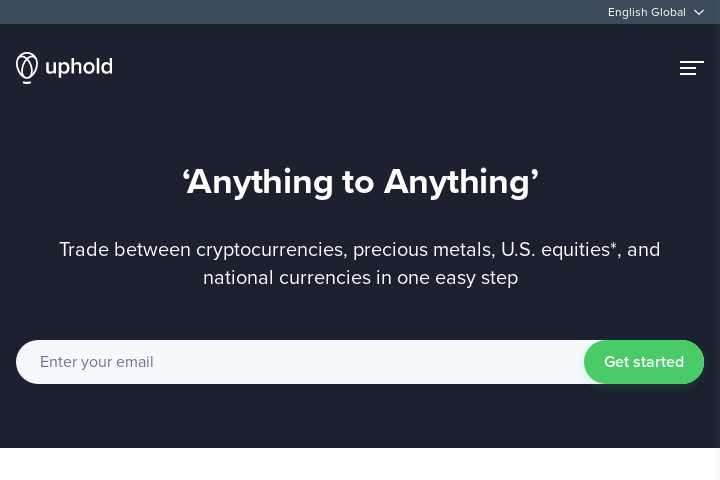 English Global
uphold
‘Anything to Anything’
Trade between cryptocurrencies, precious metals, U.S. equities*, and
national currencies in one easy step
Enter your email
Get started